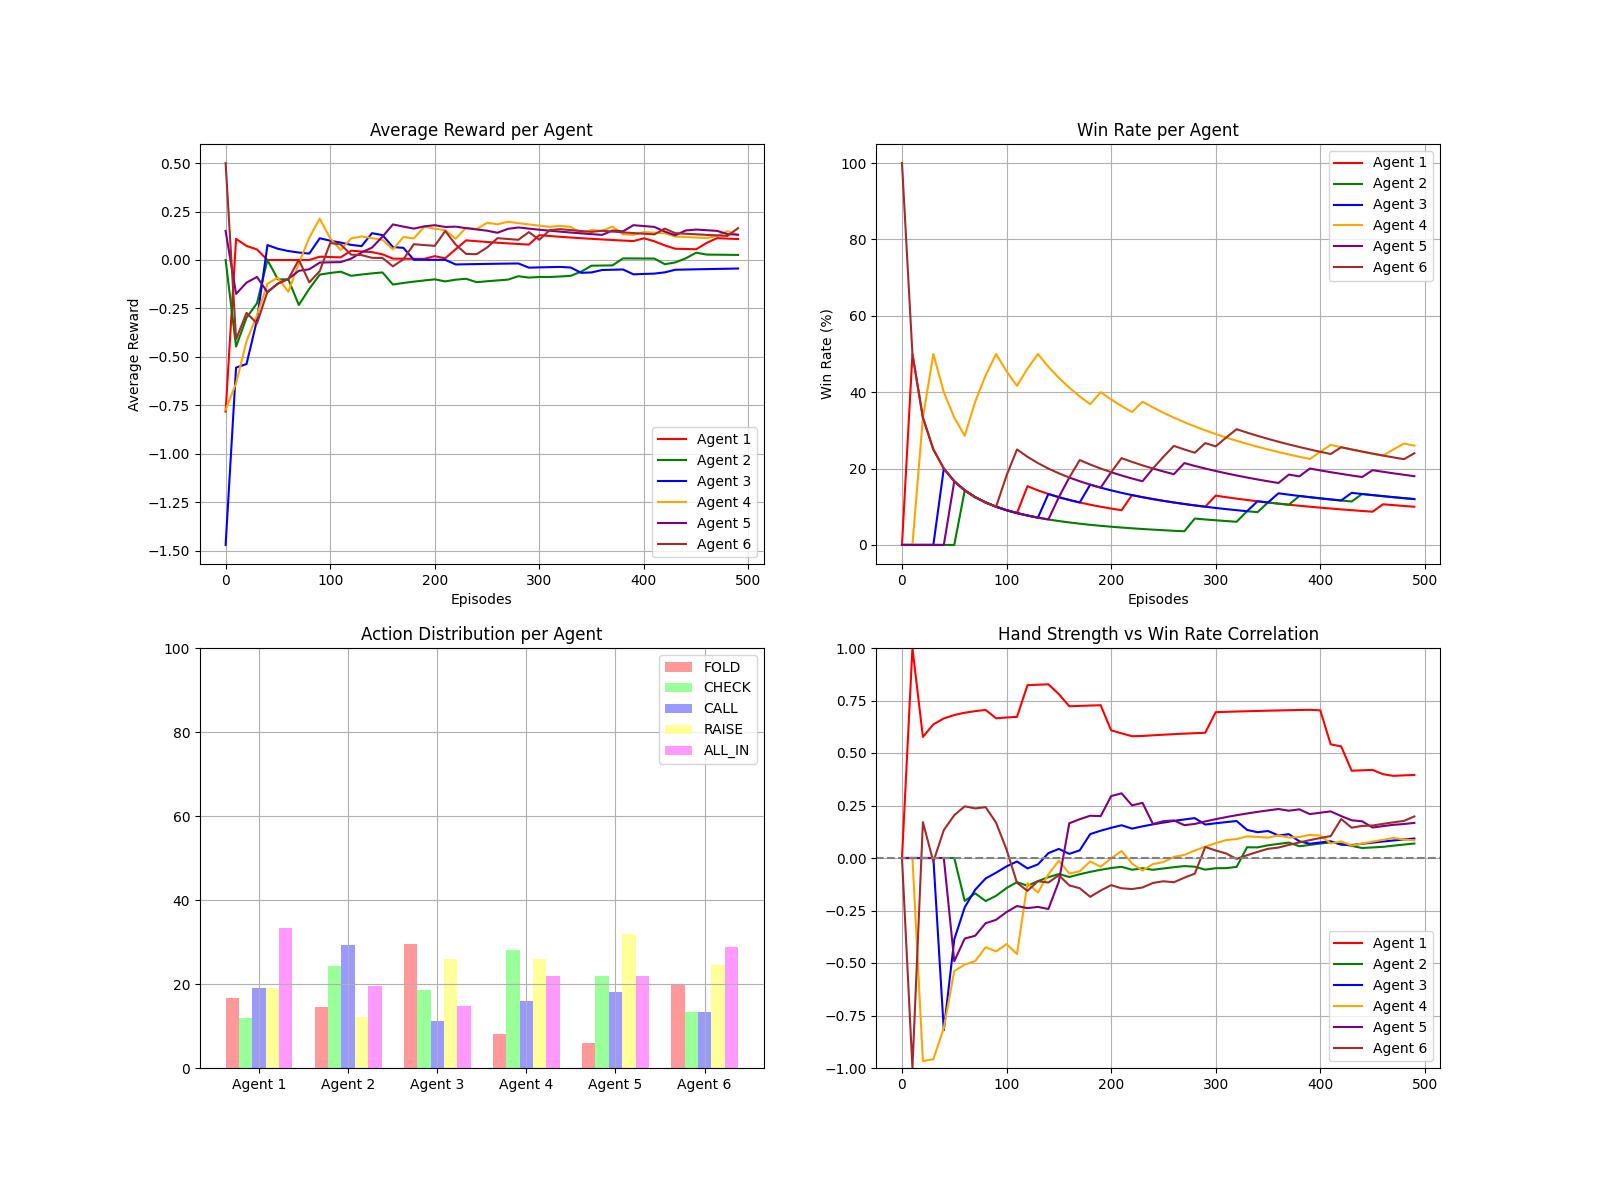 Average Reward per Agent
0.50
0.25
0.00
−0.25
−0.50
−0.75
−1.00
−1.25
−1.50
Average Reward
0
100
200
300
400
500
Episodes
Agent 1
Agent 2
Agent 3
Agent 4
Agent 5
Agent 6
Win Rate per Agent
100
80
60
40
20
0
Win Rate (%)
0
100
200
300
400
500
Episodes
Agent 1
Agent 2
Agent 3
Agent 4
Agent 5
Agent 6
Action Distribution per Agent
100
80
60
40
20
0
Agent 1
Agent 2
Agent 3
Agent 4
Agent 5
Agent 6
FOLD
CHECK
CALL
RAISE
ALL_IN
Hand Strength vs Win Rate Correlation
1.00
0.75
0.50
0.25
0.00
−0.25
−0.50
−0.75
−1.00
0
100
200
300
400
500
Agent 1
Agent 2
Agent 3
Agent 4
Agent 5
Agent 6